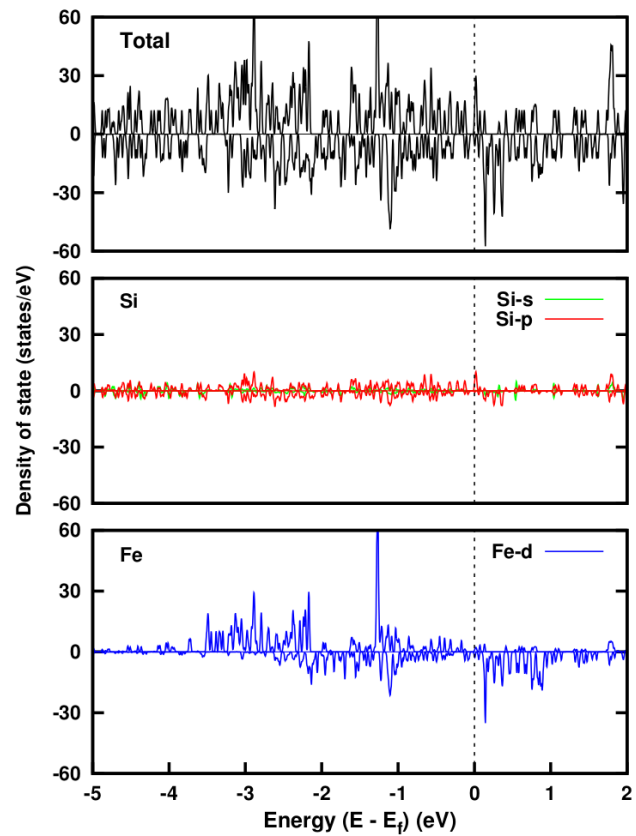 Density of state (states/eV)
Total
60
30
0
-30
-60
Si
Si-s
Si-p
60
30
0
-30
-60
Fe
Fe-d
60
30
0
-30
-60
-5 -4 -3 -2 -1 0 1 2
Energy (E - Ef) (eV)